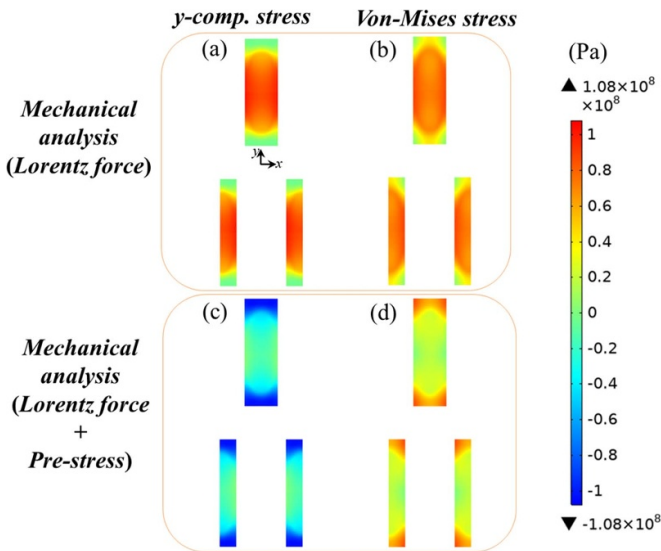 y-comp. stress
Von-Mises stress
(a)
(b)
(Pa)
▲ 1.08×10⁸
×10⁸
Mechanical
analysis
(Lorentz force)
y
x
1
0.8
0.6
0.4
0.2
0
-0.2
-0.4
-0.6
-0.8
-1
▼ -1.08×10⁸
(c)
(d)
Mechanical
analysis
(Lorentz force
+
Pre-stress)